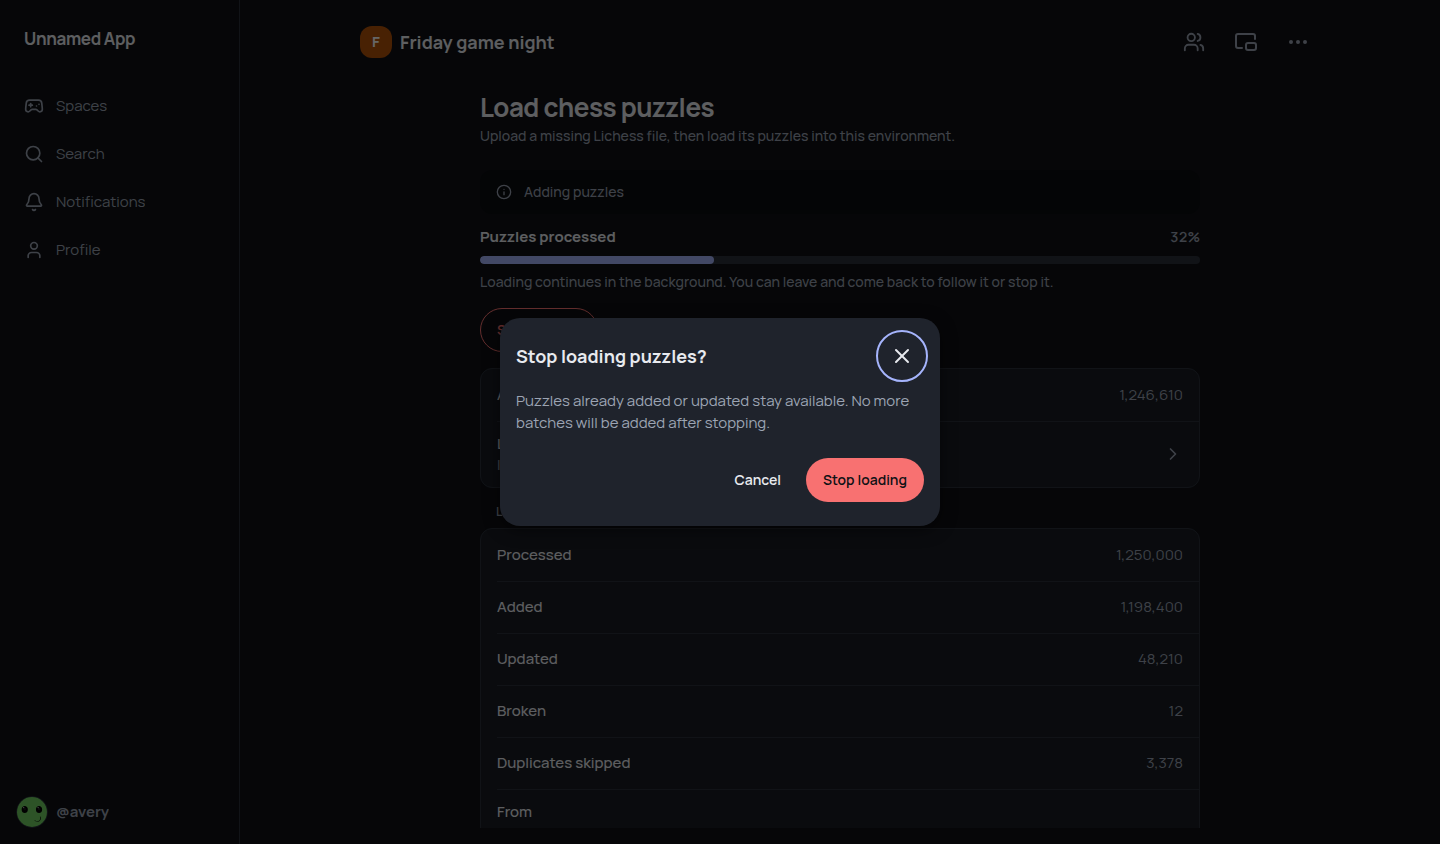 Unnamed App
Spaces
Search
Notifications
Profile
@avery
F
Friday game night
Load chess puzzles
Upload a missing Lichess file, then load its puzzles into this environment.
Adding puzzles
Puzzles processed
32%
Loading continues in the background. You can leave and come back to follow it or stop it.
Stop loading puzzles?
Puzzles already added or updated stay available. No more
batches will be added after stopping.
Cancel
Stop loading
1,246,610
Processed
1,250,000
Added
1,198,400
Updated
48,210
Broken
12
Duplicates skipped
3,378
From